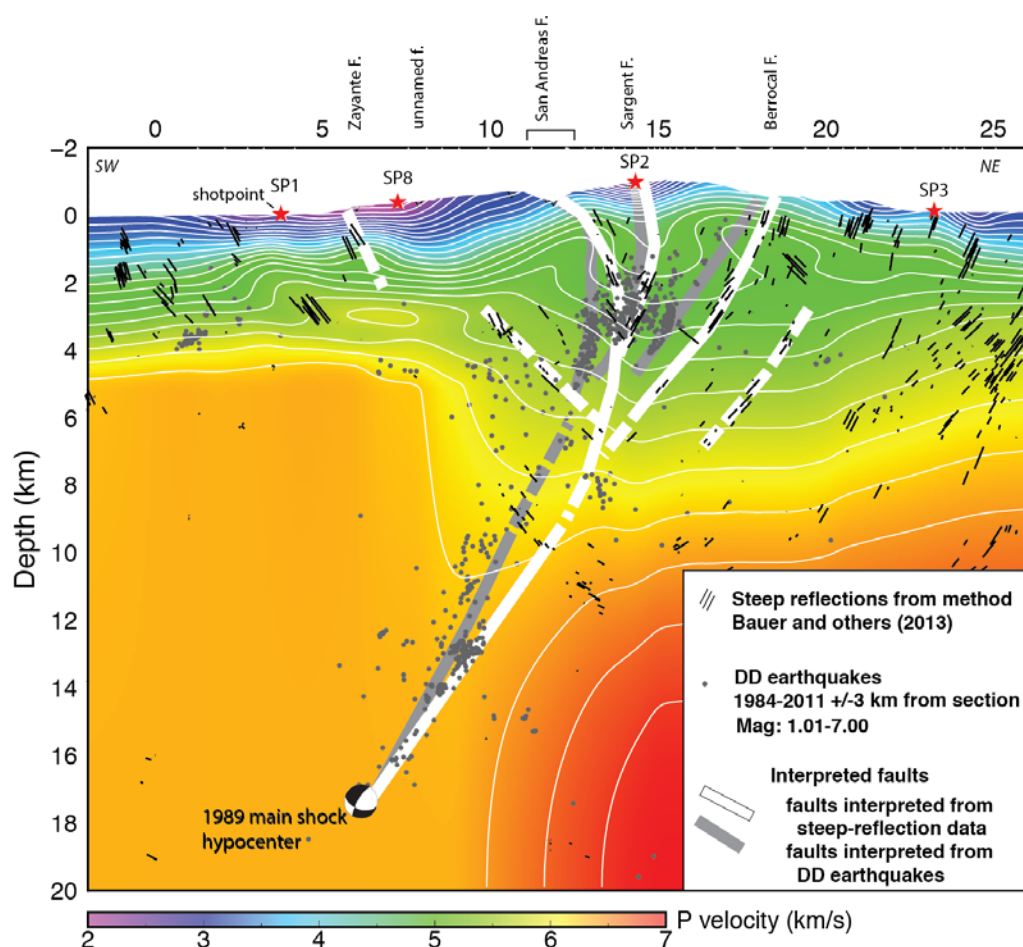 Zayante F.
unnamed f.
San Andreas F.
Sargent F.
Berrocal F.
0 5 10 15 20 25
-2
SW
NE
SP1
SP8
SP2
SP3
shotpoint
0
2
4
6
8
10
12
14
16
18
20
Depth (km)
1989 main shock
hypocenter
Steep reflections from method
Bauer and others (2013)
DD earthquakes
1984-2011 +/-3 km from section
Mag: 1.01-7.00
Interpreted faults
faults interpreted from
steep-reflection data
faults interpreted from
DD earthquakes
2 3 4 5 6 7
P velocity (km/s)